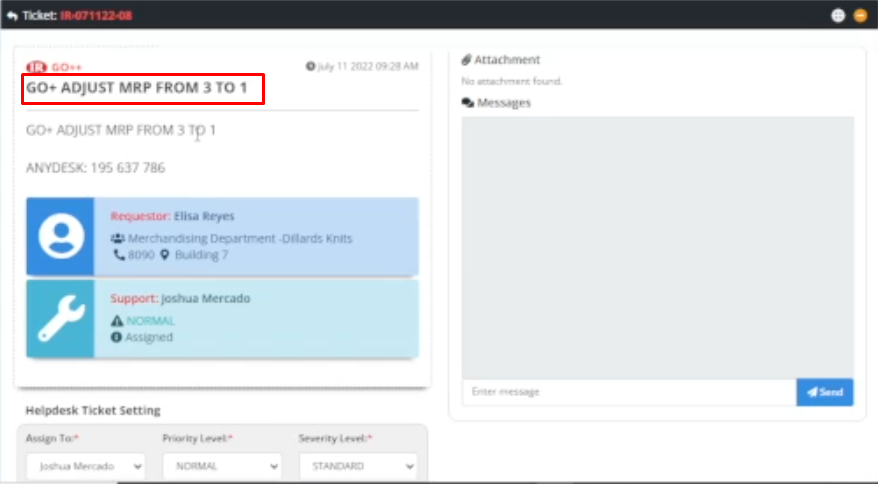 Ticket: IR-071122-08
IR GO++
July 11 2022 09:28 AM
GO+ ADJUST MRP FROM 3 TO 1
GO+ ADJUST MRP FROM 3 TO 1
ANYDESK: 195 637 786
Requestor: Elisa Reyes
Merchandising Department -Dillards Knits
8090 Building 7
Support: Joshua Mercado
NORMAL
Assigned
Helpdesk Ticket Setting
Assign To:* Priority Level:* Severity Level:*
Joshua Mercado NORMAL STANDARD
Attachment
No attachment found.
Messages
Enter message Send